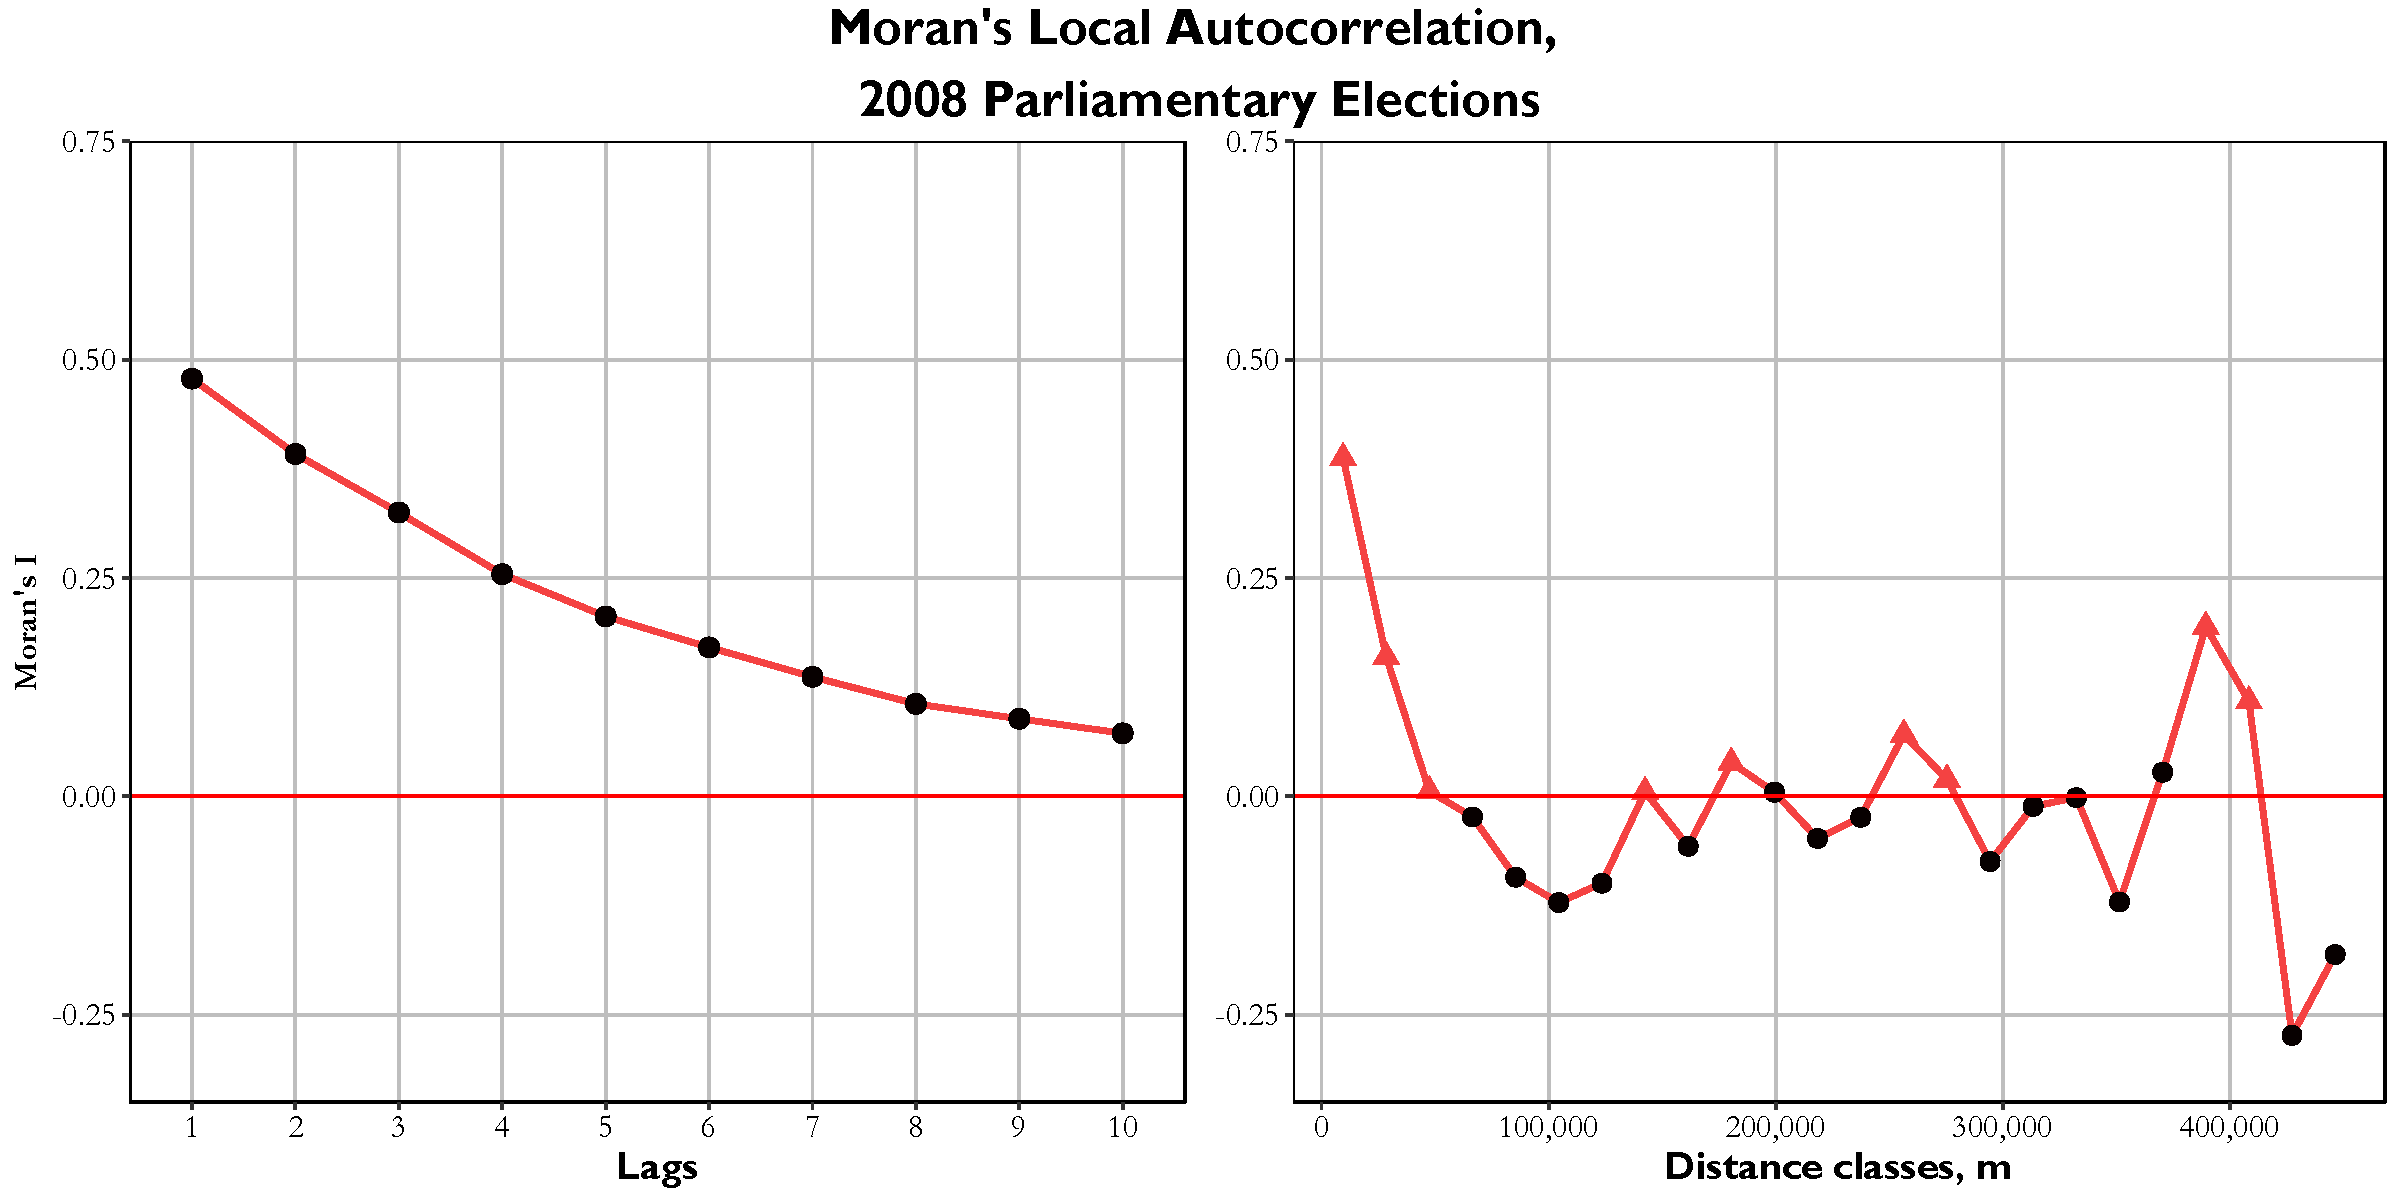 Moran's Local Autocorrelation,
2008 Parliamentary Elections
Moran's I
0.75
0.50
0.25
0.00
-0.25
1 2 3 4 5 6 7 8 9 10
Lags
0.75
0.50
0.25
0.00
-0.25
0 100,000 200,000 300,000 400,000
Distance classes, m